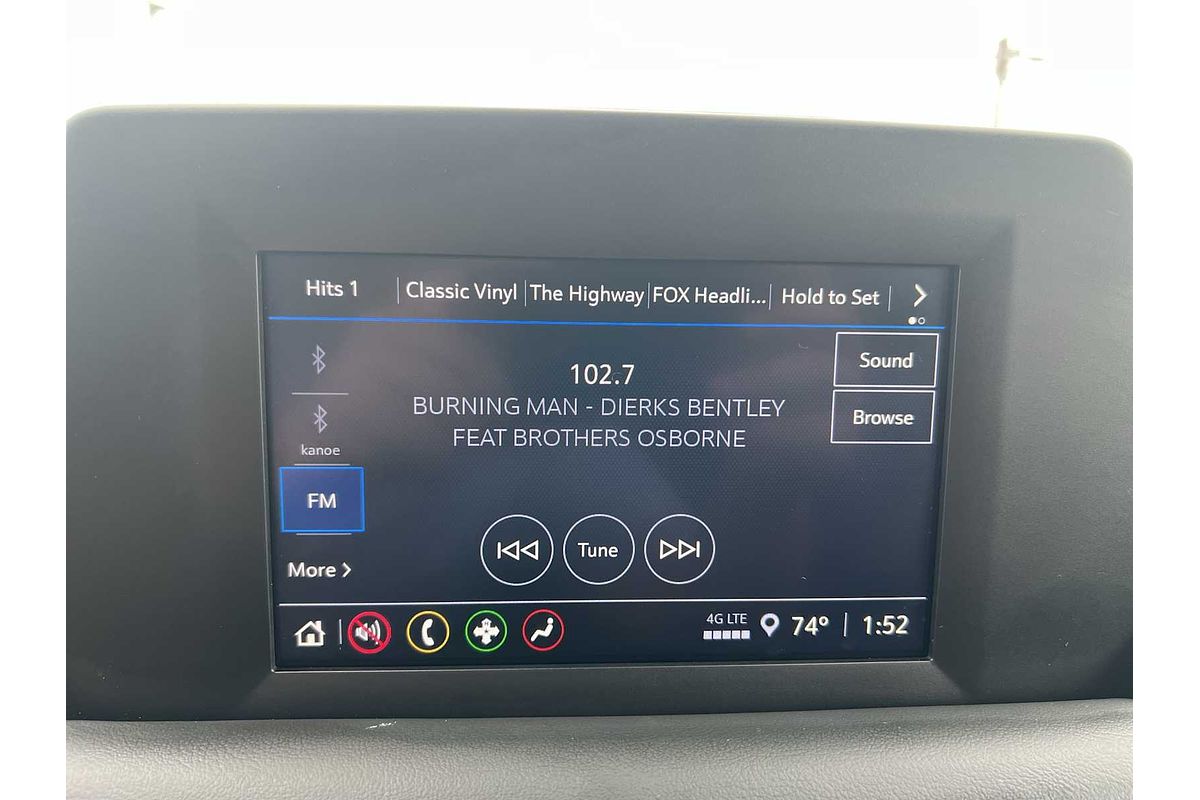 Hits 1
Classic Vinyl
The Highway
FOX Headli...
Hold to Set
102.7
BURNING MAN - DIERKS BENTLEY
FEAT BROTHERS OSBORNE
Sound
Browse
kanoe
FM
More
Tune
4G LTE
74°
1:52